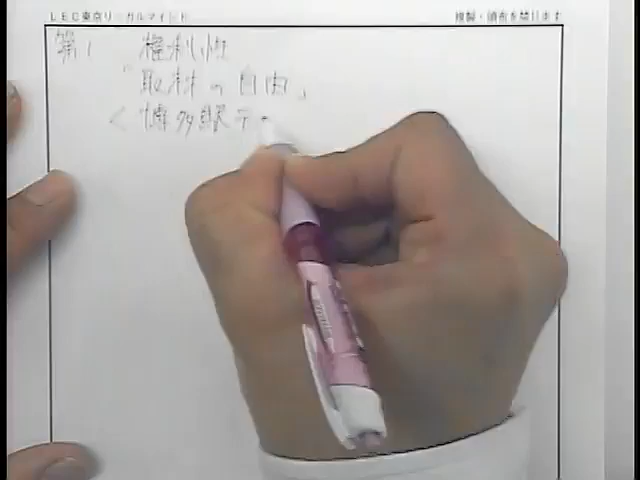 LEC東京リーガルマインド
複製・頒布を禁じます
第1 権利性
「取材の自由」
< 博多駅テ